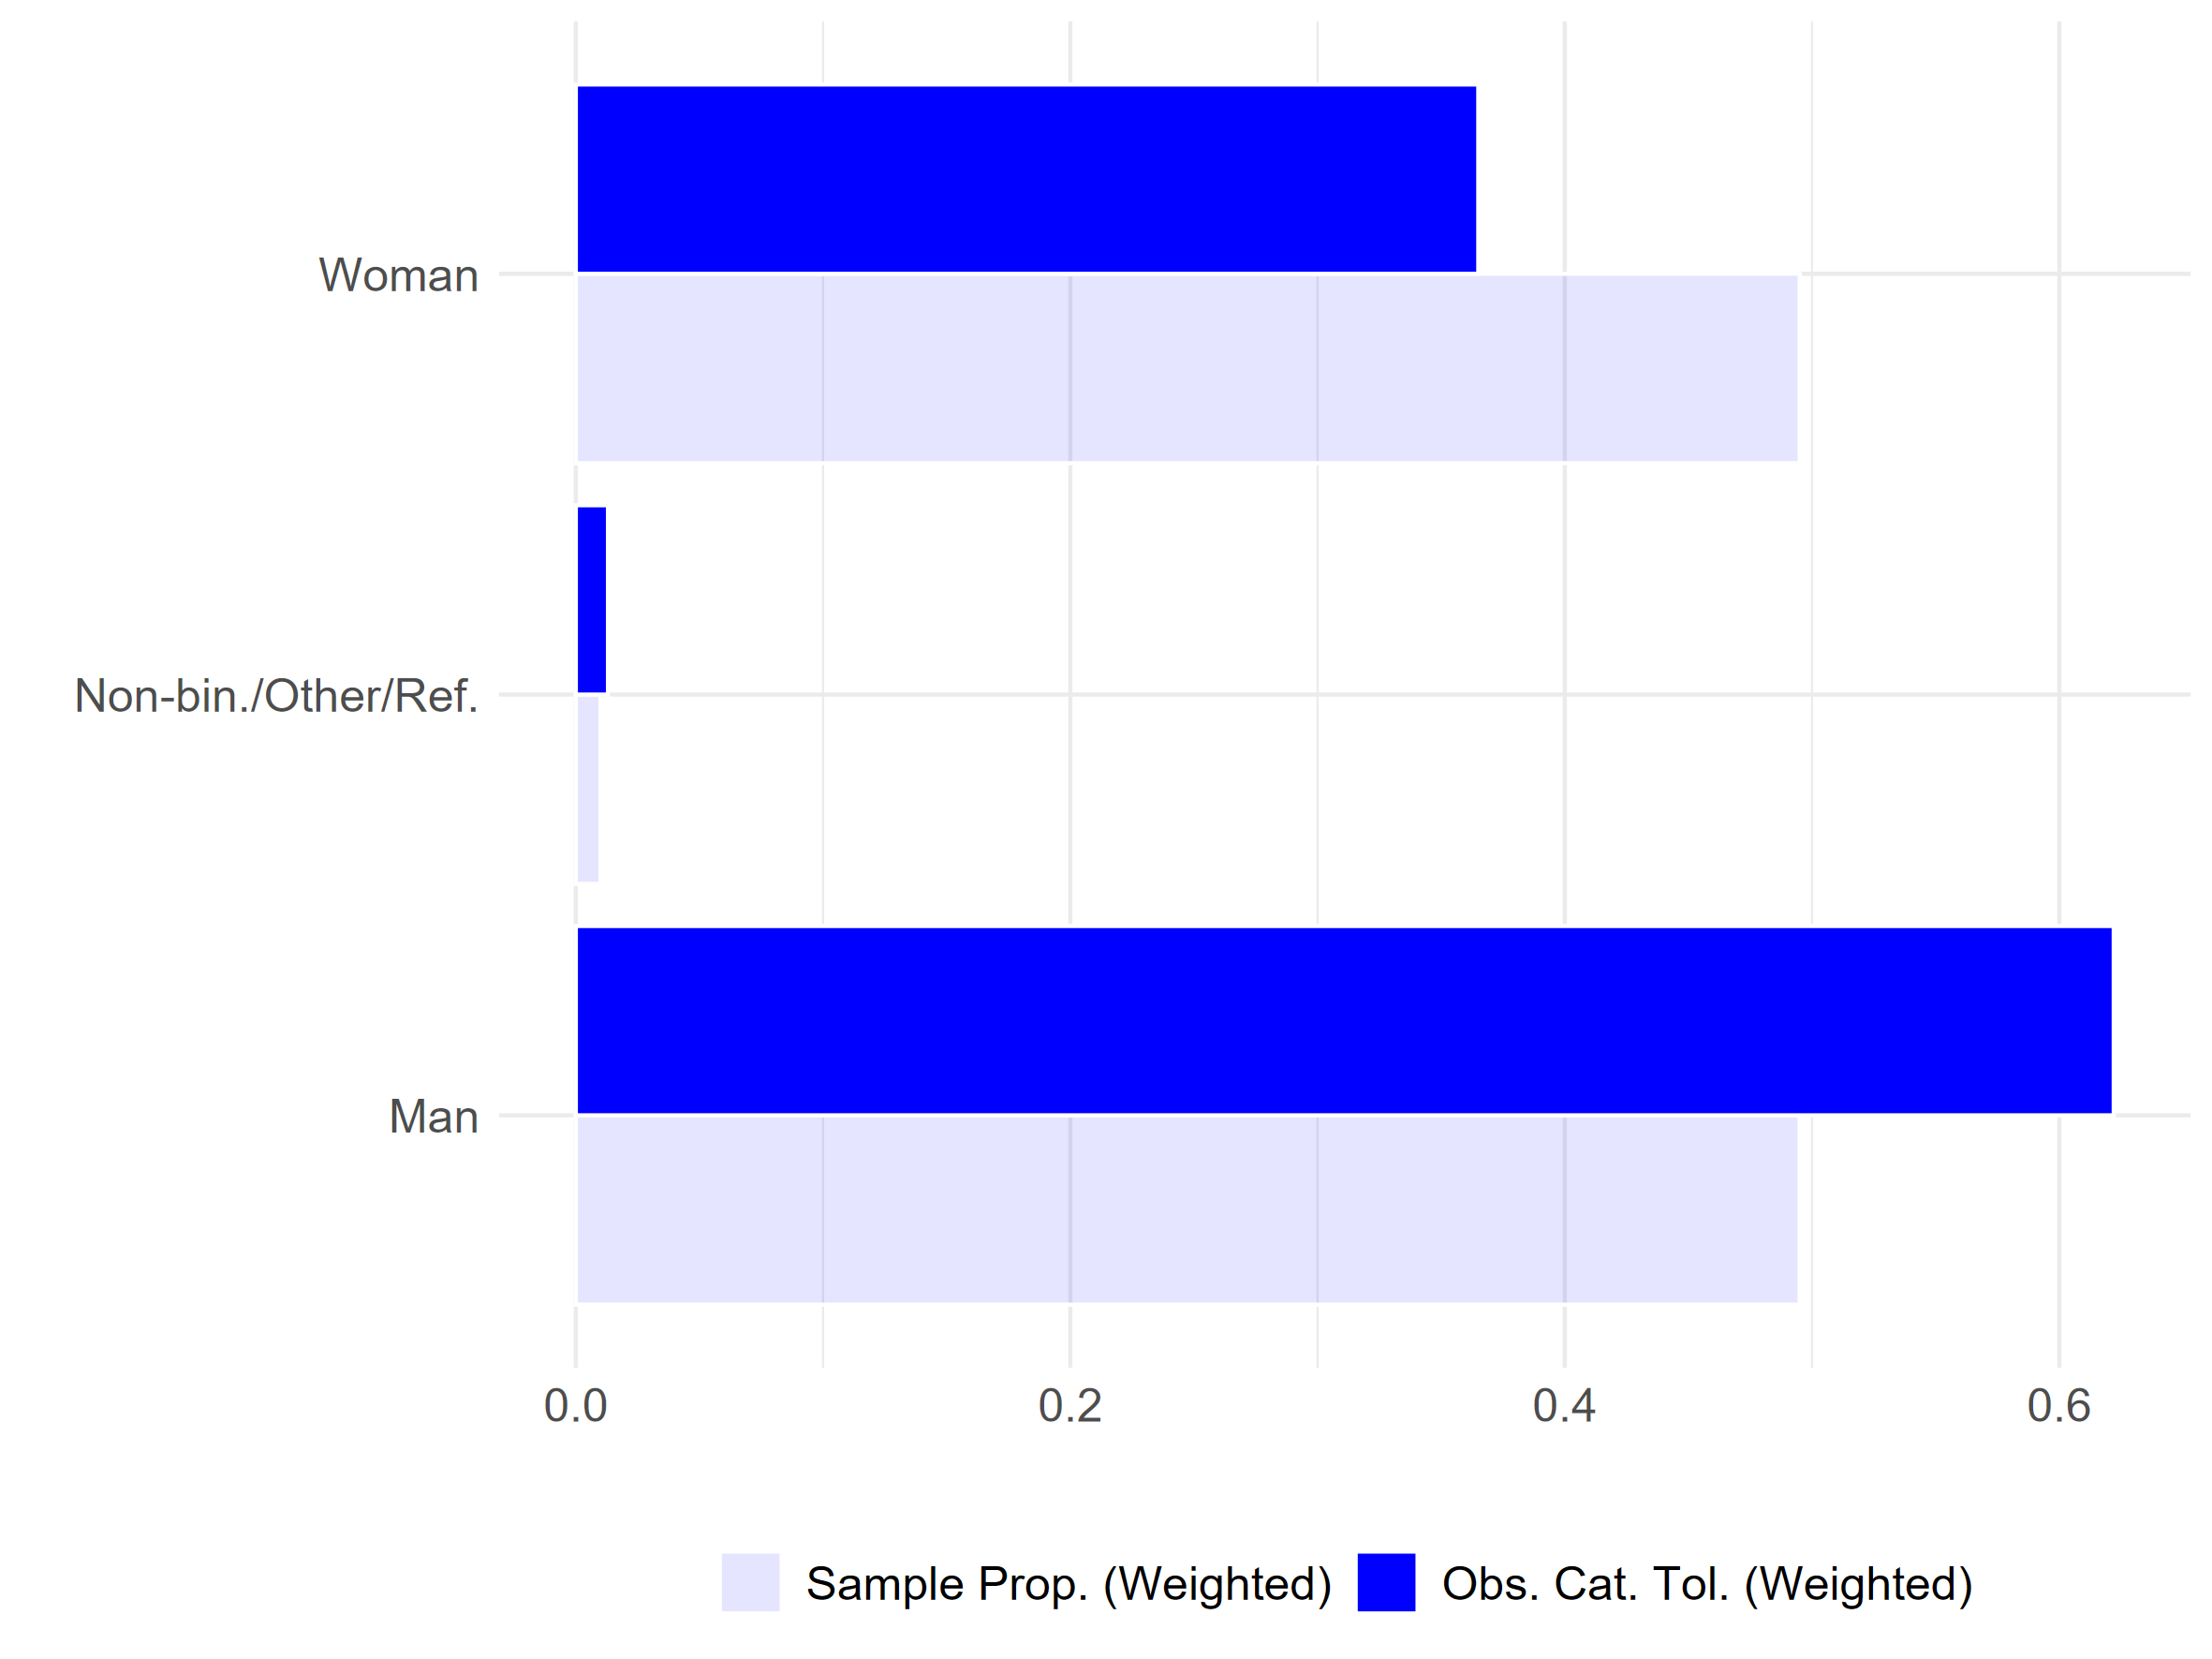 Woman
Non-bin./Other/Ref.
Man
0.0 0.2 0.4 0.6
Sample Prop. (Weighted) Obs. Cat. Tol. (Weighted)